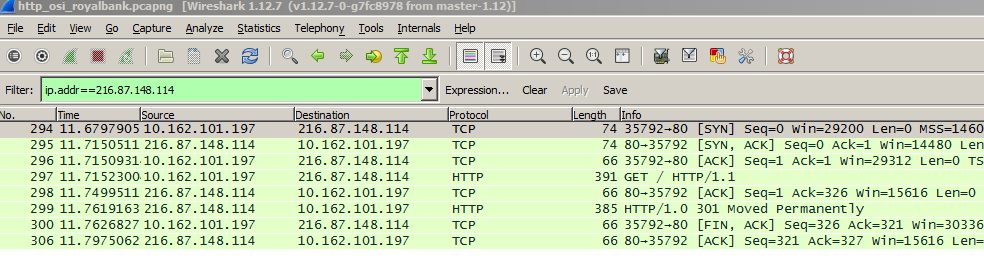 http_osi_royalbank.pcapng [Wireshark 1.12.7 (v1.12.7-0-g7fc8978 from master-1.12)]
File Edit View Go Capture Analyze Statistics Telephony Tools Internals Help
Filter: ip.addr==216.87.148.114 Expression... Clear Apply Save
No. Time Source Destination Protocol Length Info
294 11.6797905 10.162.101.197 216.87.148.114 TCP 74 35792→80 [SYN] Seq=0 Win=29200 Len=0 MSS=1460
295 11.7150511 216.87.148.114 10.162.101.197 TCP 74 80→35792 [SYN, ACK] Seq=0 Ack=1 Win=14480 Len=
296 11.7150931 10.162.101.197 216.87.148.114 TCP 66 35792→80 [ACK] Seq=1 Ack=1 Win=29312 Len=0 TS
297 11.7152300 10.162.101.197 216.87.148.114 HTTP 391 GET / HTTP/1.1
298 11.7499511 216.87.148.114 10.162.101.197 TCP 66 80→35792 [ACK] Seq=1 Ack=326 Win=15616 Len=0
299 11.7619163 216.87.148.114 10.162.101.197 HTTP 385 HTTP/1.0 301 Moved Permanently
300 11.7626827 10.162.101.197 216.87.148.114 TCP 66 35792→80 [FIN, ACK] Seq=326 Ack=321 Win=30336
306 11.7975062 216.87.148.114 10.162.101.197 TCP 66 80→35792 [ACK] Seq=321 Ack=327 Win=15616 Len=